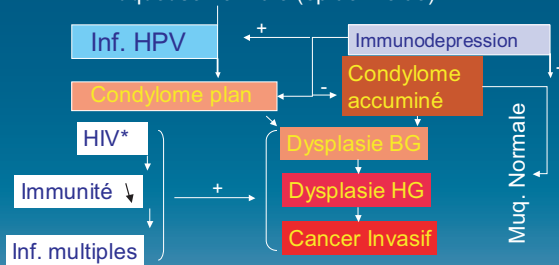 Inf. HPV
+
Immunodepression
+
Condylome plan
-
Condylome
accuminé
HIV*
Dysplasie BG
Immunité
+
Dysplasie HG
Inf. multiples
Cancer Invasif
Muq. Normale